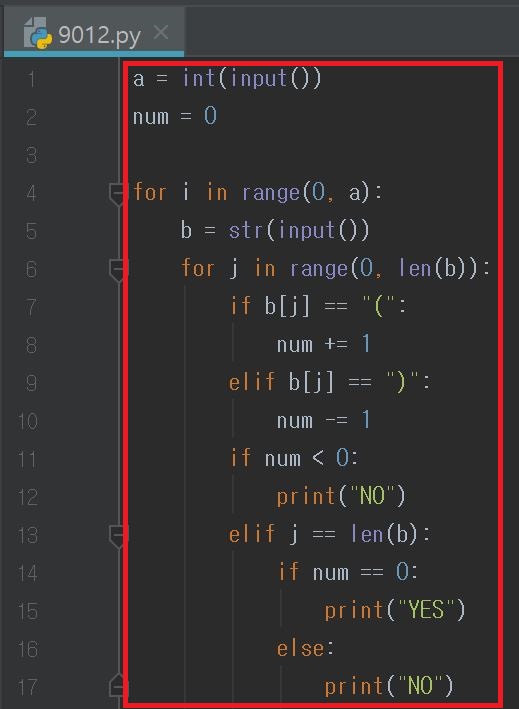 9012.py
1 a = int(input())
2 num = 0
3
4 for i in range(0, a):
5     b = str(input())
6     for j in range(0, len(b)):
7         if b[j] == "(":
8             num += 1
9         elif b[j] == ")":
10             num -= 1
11         if num < 0:
12             print("NO")
13         elif j == len(b):
14             if num == 0:
15                 print("YES")
16             else:
17                 print("NO")